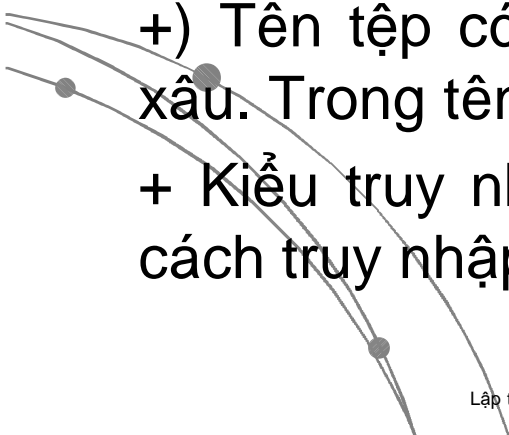 +) Tên tệp có
xâu. Trong tên
+ Kiểu truy nh
cách truy nhập
Lập t